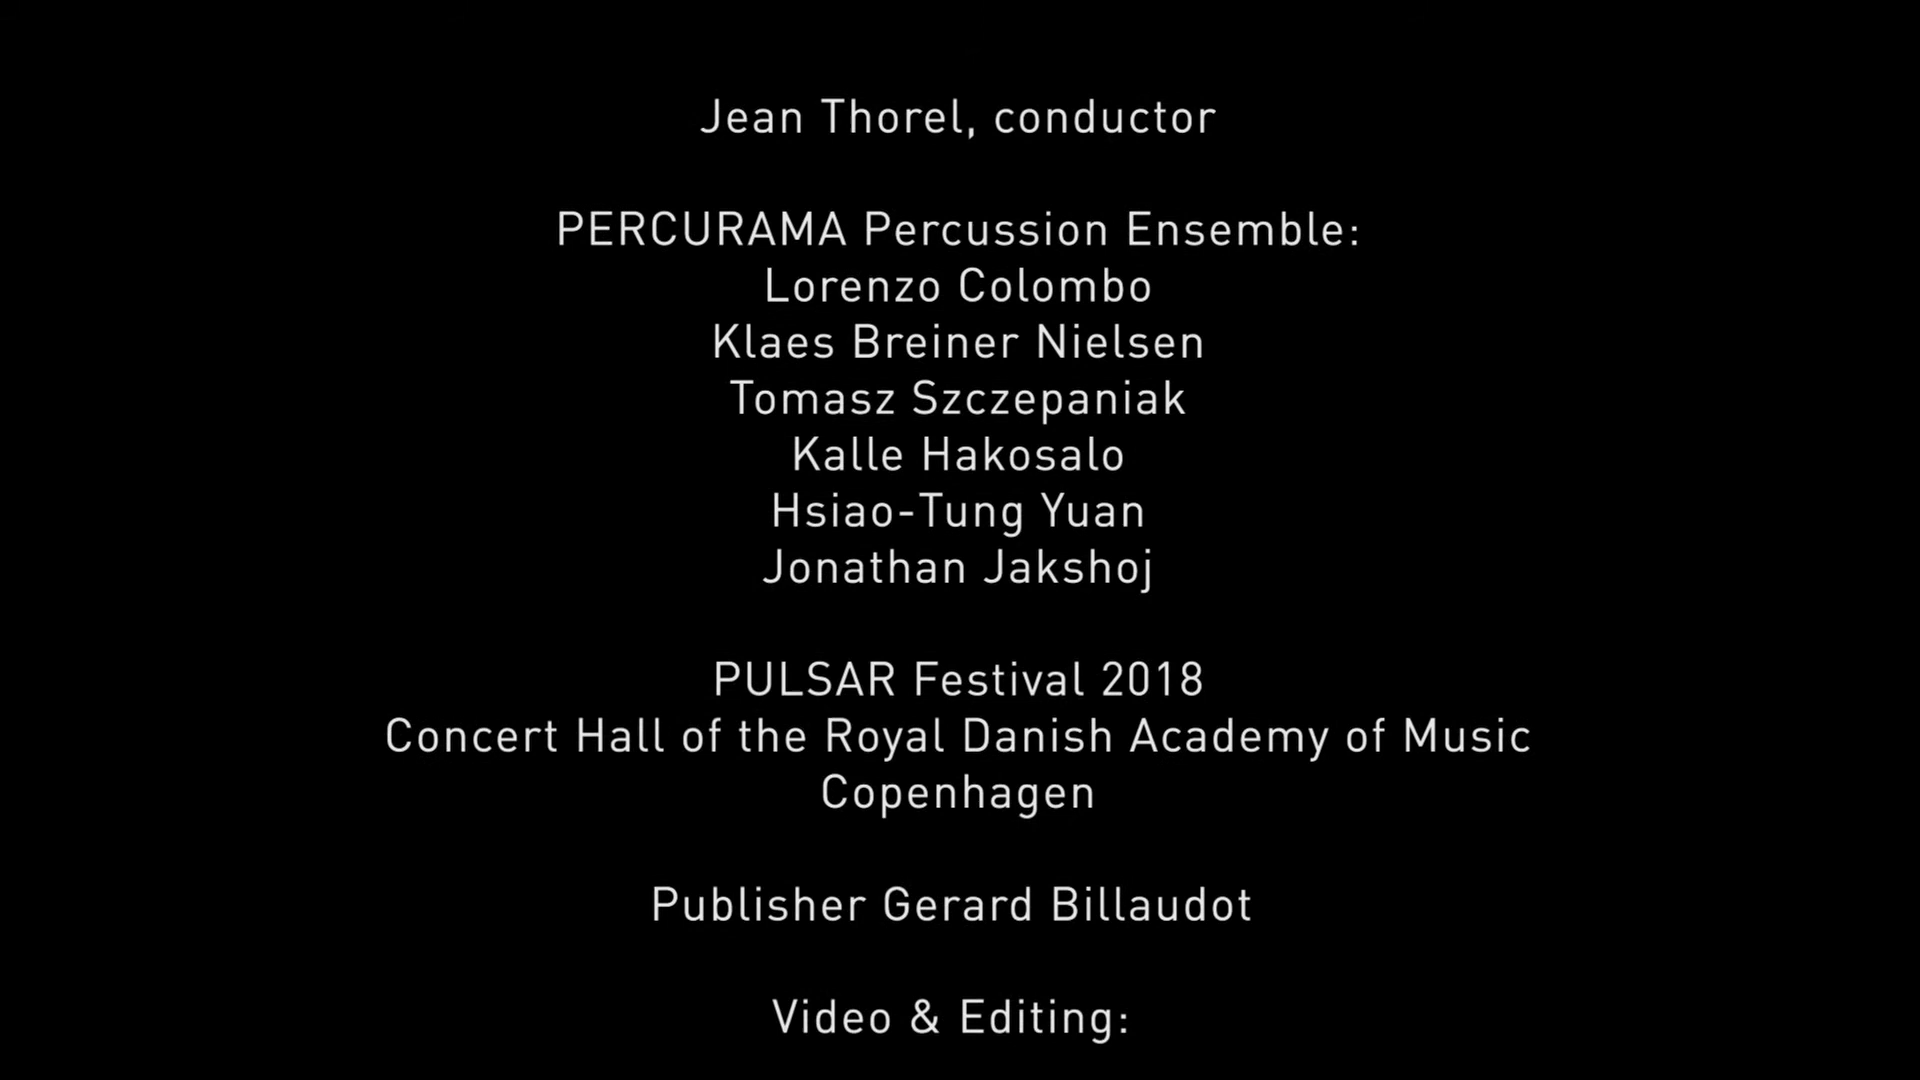 Jean Thorel, conductor
PERCURAMA Percussion Ensemble:
Lorenzo Colombo
Klaes Breiner Nielsen
Tomasz Szczepaniak
Kalle Hakosalo
Hsiao-Tung Yuan
Jonathan Jakshoj
PULSAR Festival 2018
Concert Hall of the Royal Danish Academy of Music
Copenhagen
Publisher Gerard Billaudot
Video & Editing: